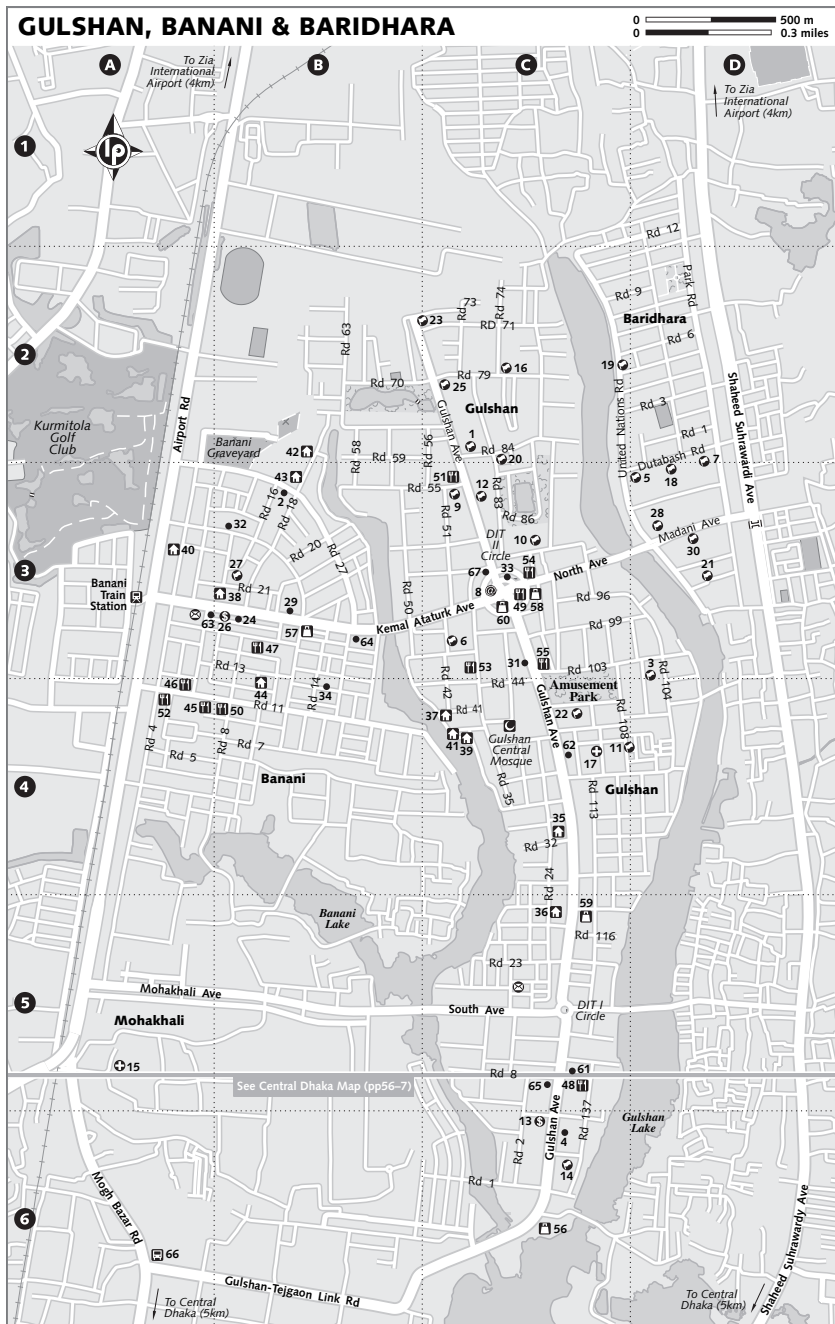 GULSHAN, BANANI & BARIDHARA
0 500 m
0 0.3 miles
A
B
C
D
To Zia
International
Airport (4km)
To Zia
International
Airport (4km)
1
lp
Rd 12
Park Rd
Rd 9
Baridhara
Rd 6
Rd 73
Rd 74
23
RD 71
Rd 63
2
Rd 79
16
19
Rd 70
25
Gulshan
Rd 3
United Nations Rd
Shaheed Suhrawardi Ave
Airport Rd
Kurmitola
Golf
Club
Gulshan Ave
1
Rd 1
Banani
Graveyard
42
Rd 58
Rd 59
Rd 56
Rd 84
20
Dutabash Rd
7
43
51
5
18
Rd 16
2
Rd 18
Rd 55
9
12
Rd 83
32
Rd 51
Rd 86
28
Madani Ave
Rd 20
Rd 27
DIT
II
Circle
10
30
40
54
3
27
67
33
North Ave
21
Rd 21
Banani
Train
Station
38
8
Rd 96
29
Rd 50
49
58
63
26
24
Kemal Ataturk Ave
60
57
64
Rd 99
6
47
55
Rd 13
53
31
Rd 103
3
46
44
Rd 14
34
Rd 42
Rd 44
Amusement
Park
Rd 104
52
45
50
Rd 11
37
Rd 41
22
Rd 108
Rd 4
Rd 8
Rd 7
41
39
Gulshan
Central
Mosque
Gulshan Ave
62
17
11
Rd 5
Banani
4
Rd 35
Gulshan
Rd 113
35
Rd 32
Rd 24
Banani
Lake
36
59
Rd 116
Rd 23
Mohakhali Ave
5
South Ave
DIT I
Circle
Mohakhali
15
Rd 8
61
See Central Dhaka Map (pp56–7)
65
48
13
Rd 137
Gulshan
Lake
Rd 2
Gulshan Ave
4
14
Rd 1
Mogh Bazar Rd
6
56
Shaheed Suhrawardy Ave
66
Gulshan-Tejgaon Link Rd
To Central
Dhaka (5km)
To Central
Dhaka (5km)